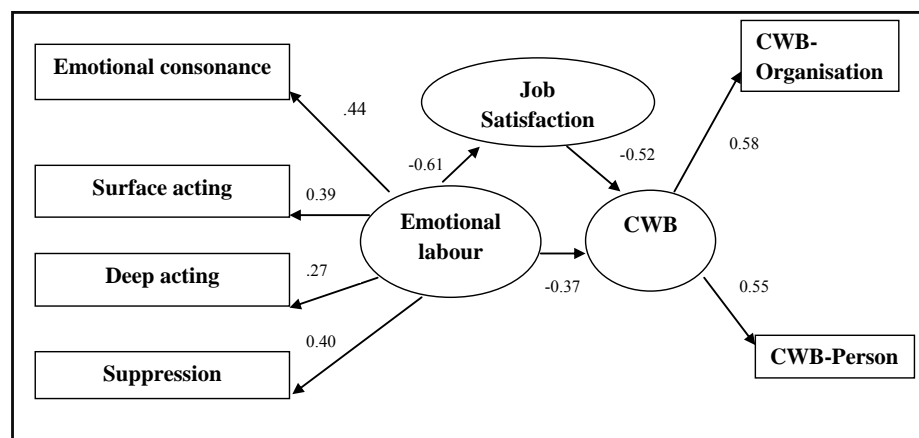 Emotional consonance
.44
Surface acting
0.39
Deep acting
.27
Suppression
0.40
Emotional
labour
-0.61
Job
Satisfaction
-0.52
-0.37
CWB
0.58
CWB-
Organisation
0.55
CWB-Person